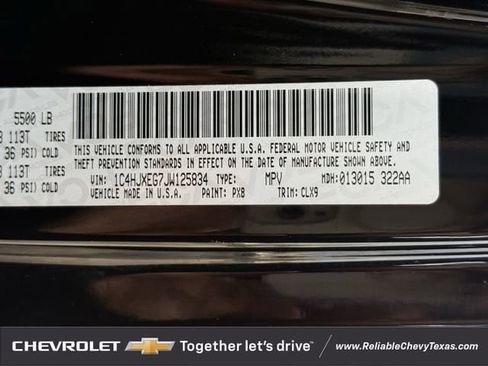 5500 LB
113T TIRES
36 PSI) COLD
113T TIRES
36 PSI) COLD
THIS VEHICLE CONFORMS TO ALL APPLICABLE U.S.A. FEDERAL MOTOR VEHICLE SAFETY AND
THEFT PREVENTION STANDARDS IN EFFECT ON THE DATE OF MANUFACTURE SHOWN ABOVE.
VIN: 1C4HJXEG7JW125834 TYPE: MPV MDH: 013015 322AA
VEHICLE MADE IN U.S.A. PAINT: PX8 TRIM: CLX9
CHEVROLET Together let's drive™ www.ReliableChevyTexas.com